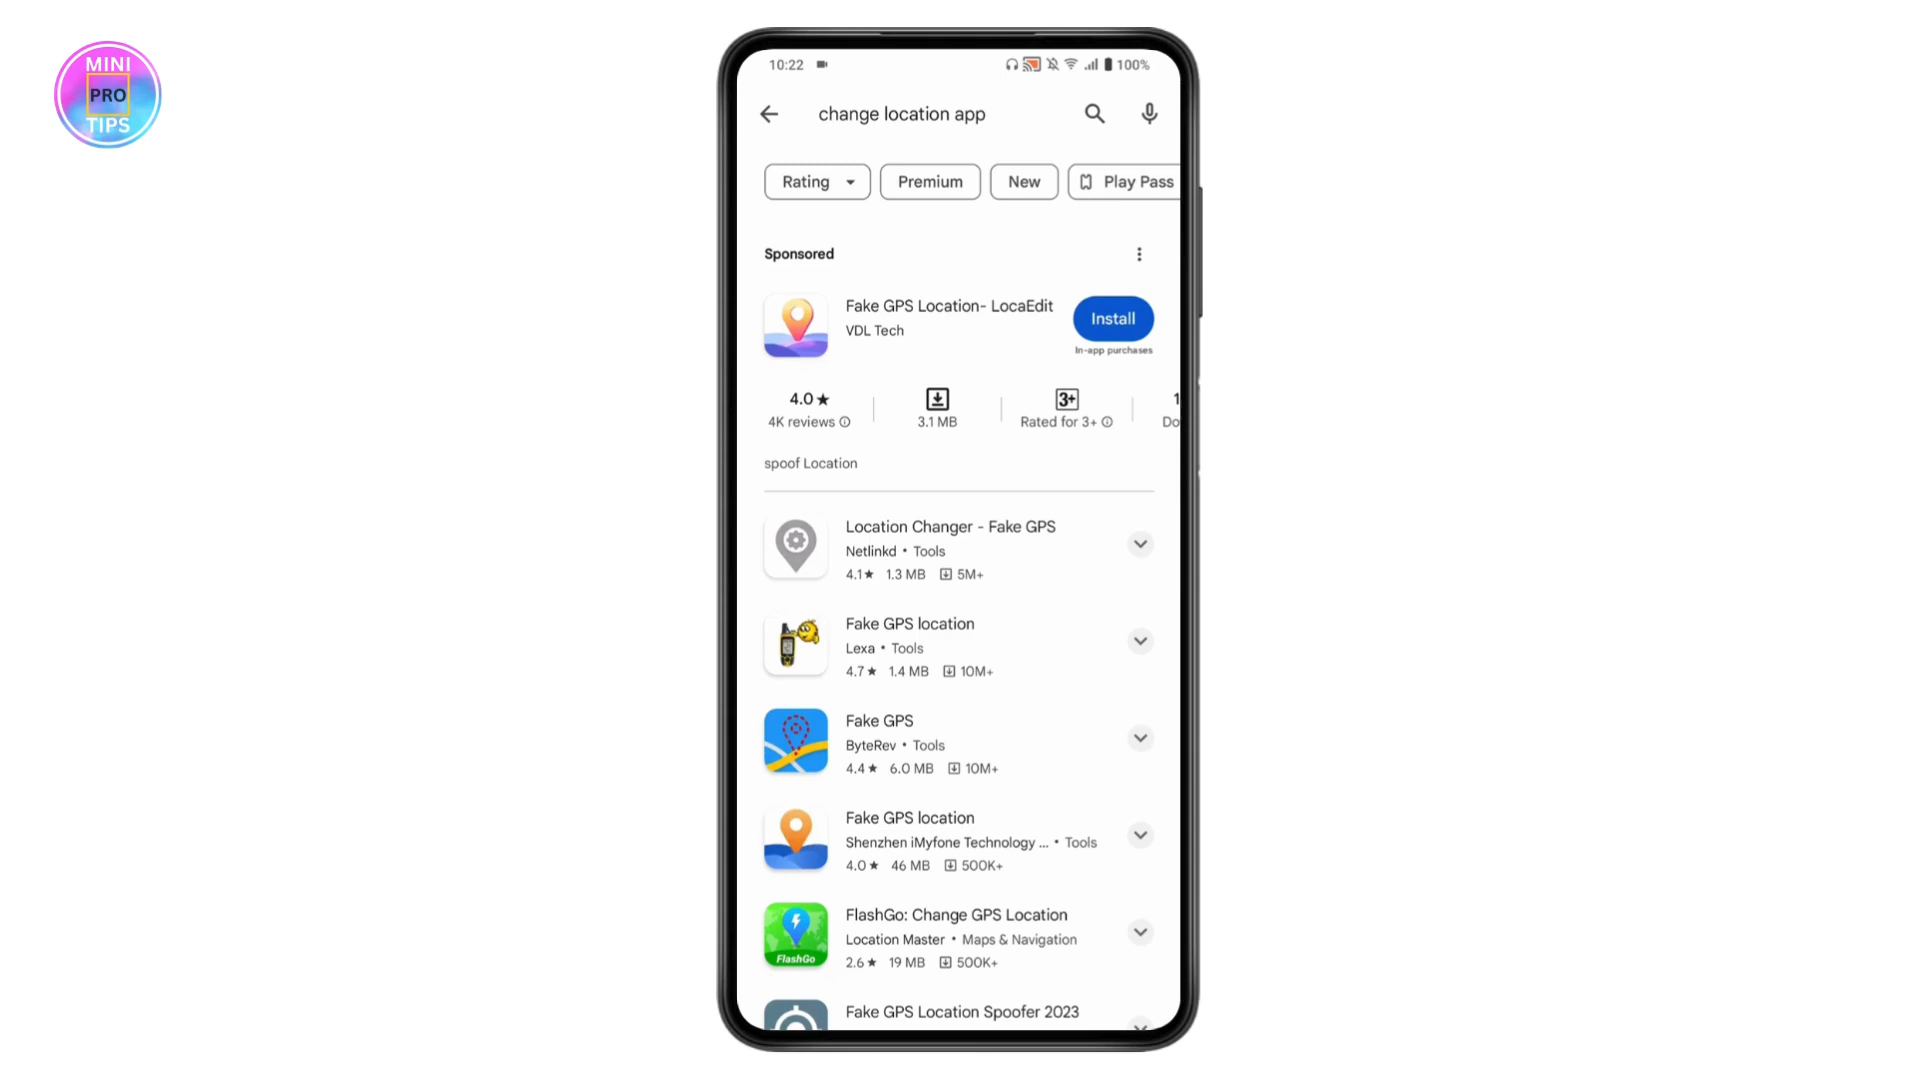 MINI
PRO
TIPS
10:22 100%
change location app
Rating Premium New Play Pass
Sponsored
Fake GPS Location- LocaEdit
VDL Tech
Install
In-app purchases
4.0★ 3+ 1
4K reviews 3.1 MB Rated for 3+ Do
spoof Location
Location Changer - Fake GPS
Netlinkd • Tools
4.1★ 1.3 MB 5M+
Fake GPS location
Lexa • Tools
4.7★ 1.4 MB 10M+
Fake GPS
ByteRev • Tools
4.4★ 6.0 MB 10M+
Fake GPS location
Shenzhen iMyfone Technology ... • Tools
4.0★ 46 MB 500K+
FlashGo: Change GPS Location
Location Master • Maps & Navigation
FlashGo
2.6★ 19 MB 500K+
Fake GPS Location Spoofer 2023